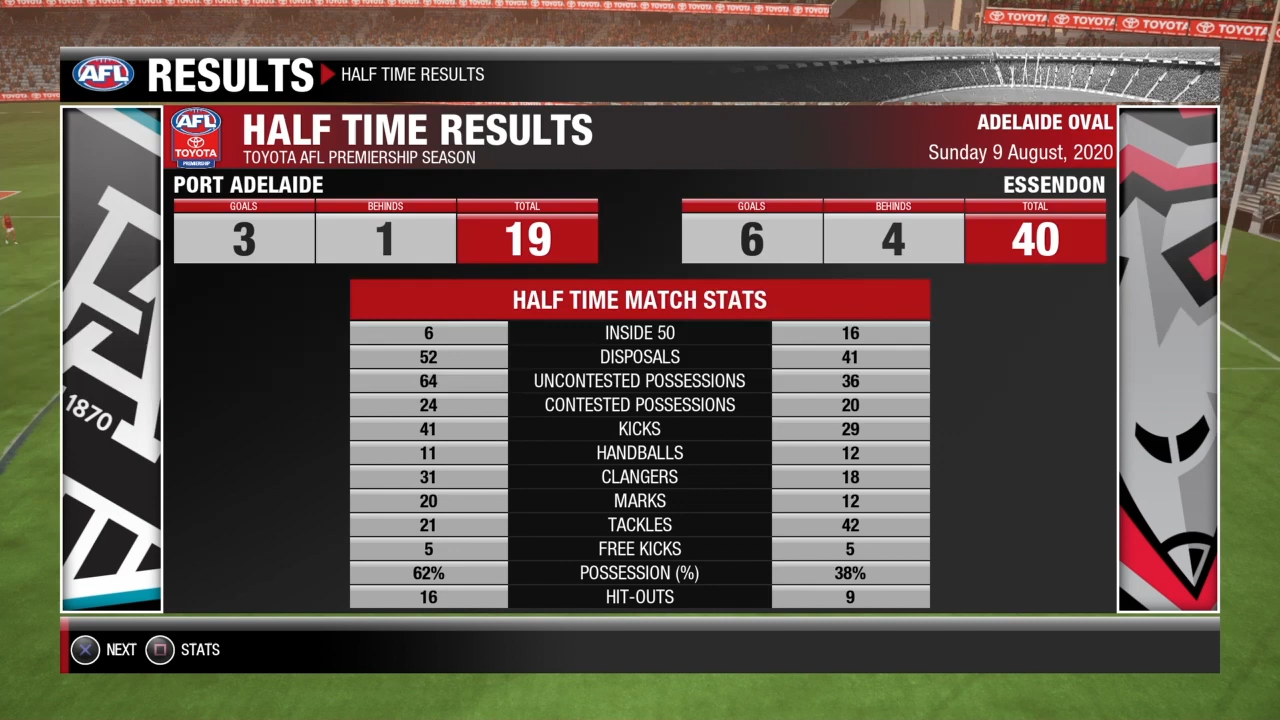 TOYOTA TOYOTA TOYOTA TOYOTA
AFL RESULTS HALF TIME RESULTS
AFL
TOYOTA
PREMIERSHIP
HALF TIME RESULTS
TOYOTA AFL PREMIERSHIP SEASON
ADELAIDE OVAL
Sunday 9 August, 2020
PORT ADELAIDE ESSENDON
GOALS BEHINDS TOTAL GOALS BEHINDS TOTAL
3 1 19 6 4 40
HALF TIME MATCH STATS
6 INSIDE 50 16
52 DISPOSALS 41
64 UNCONTESTED POSSESSIONS 36
24 CONTESTED POSSESSIONS 20
41 KICKS 29
11 HANDBALLS 12
31 CLANGERS 18
20 MARKS 12
21 TACKLES 42
5 FREE KICKS 5
62% POSSESSION (%) 38%
16 HIT-OUTS 9
1870
NEXT STATS